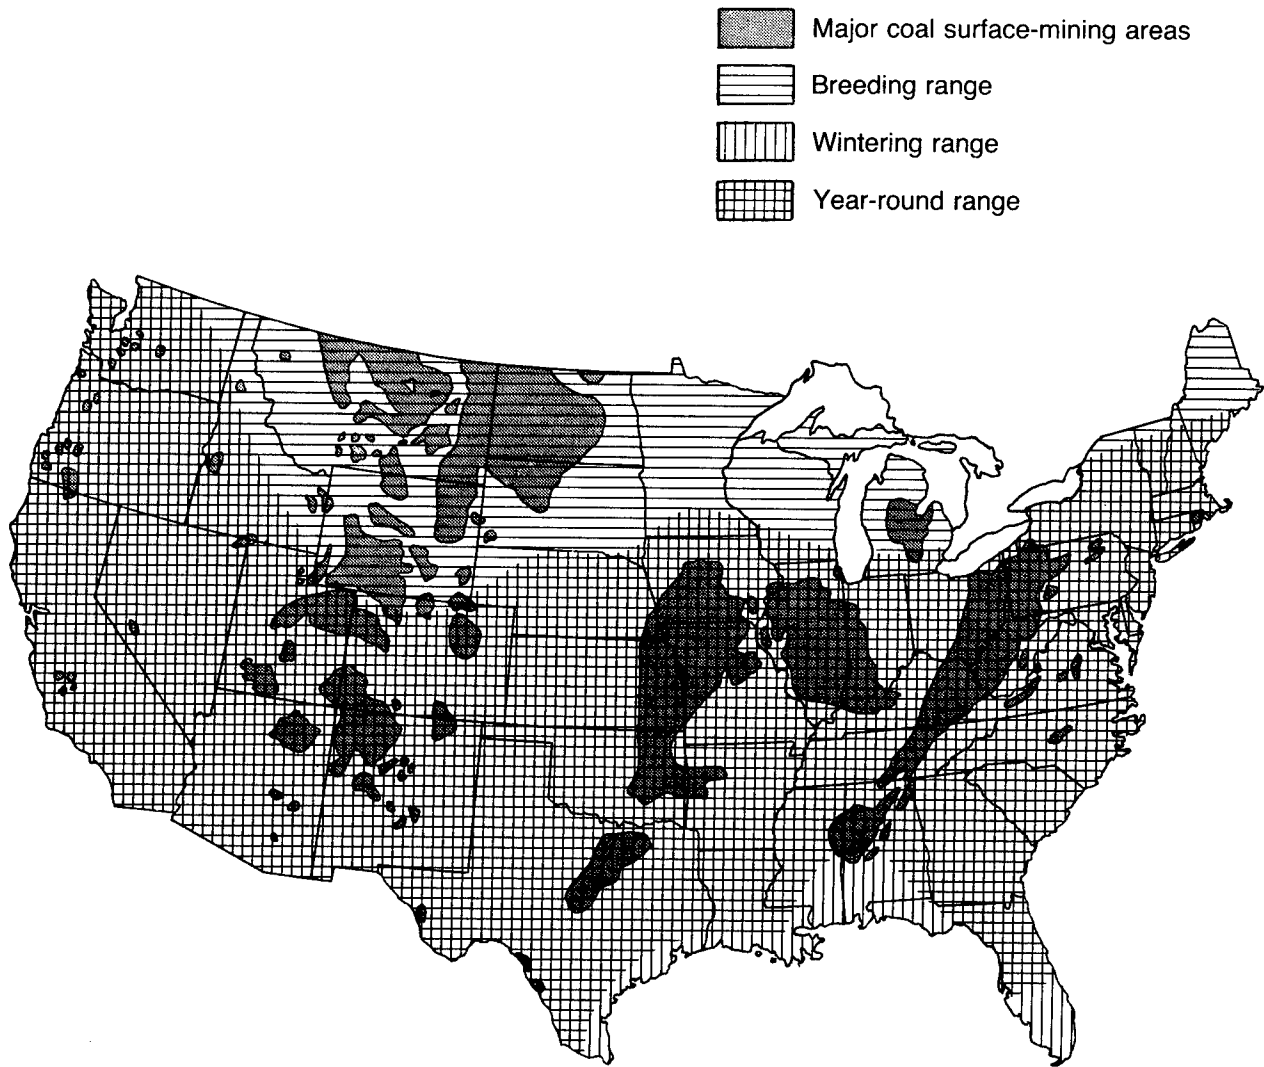 Major coal surface-mining areas
Breeding range
Wintering range
Year-round range